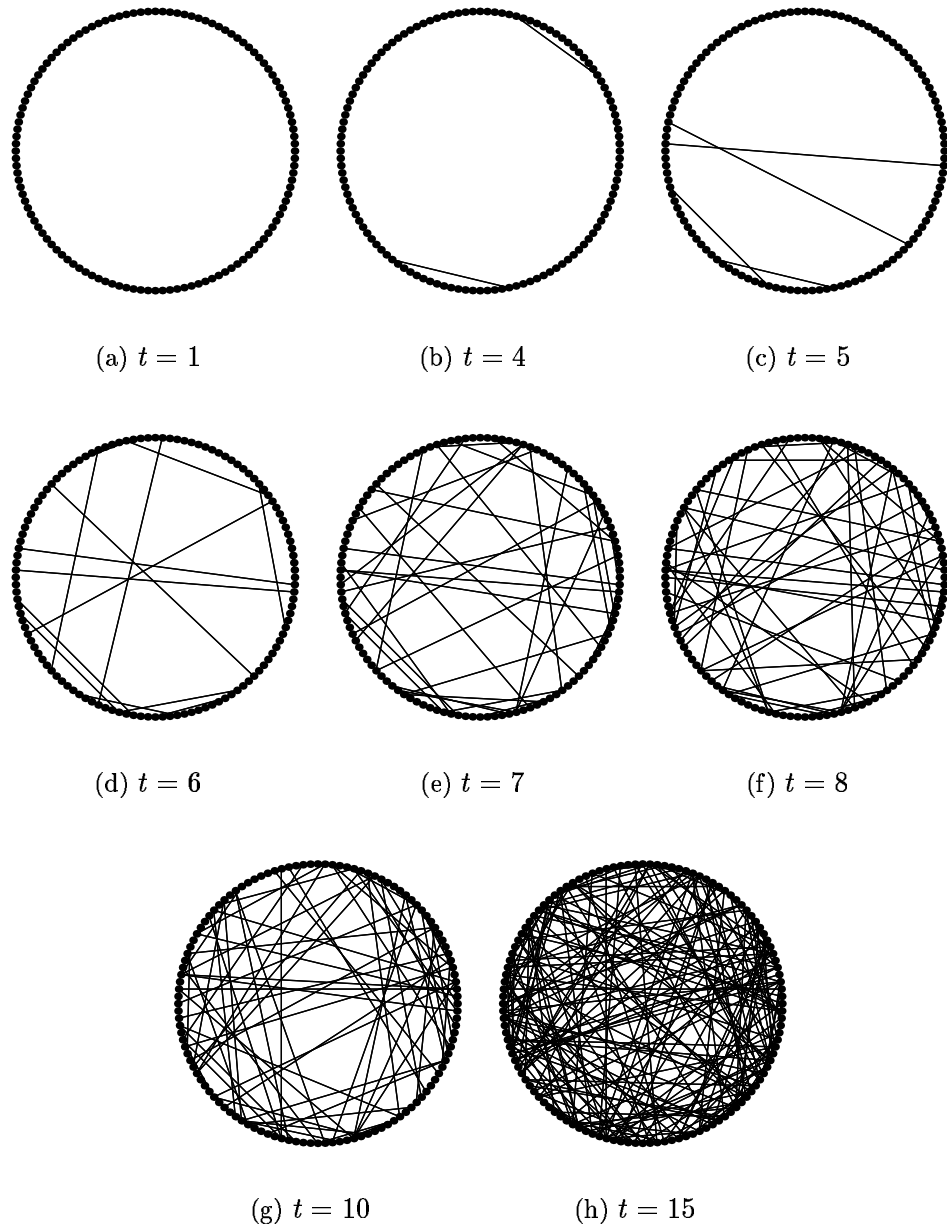 (a) t = 1
(b) t = 4
(c) t = 5
(d) t = 6
(e) t = 7
(f) t = 8
(g) t = 10
(h) t = 15